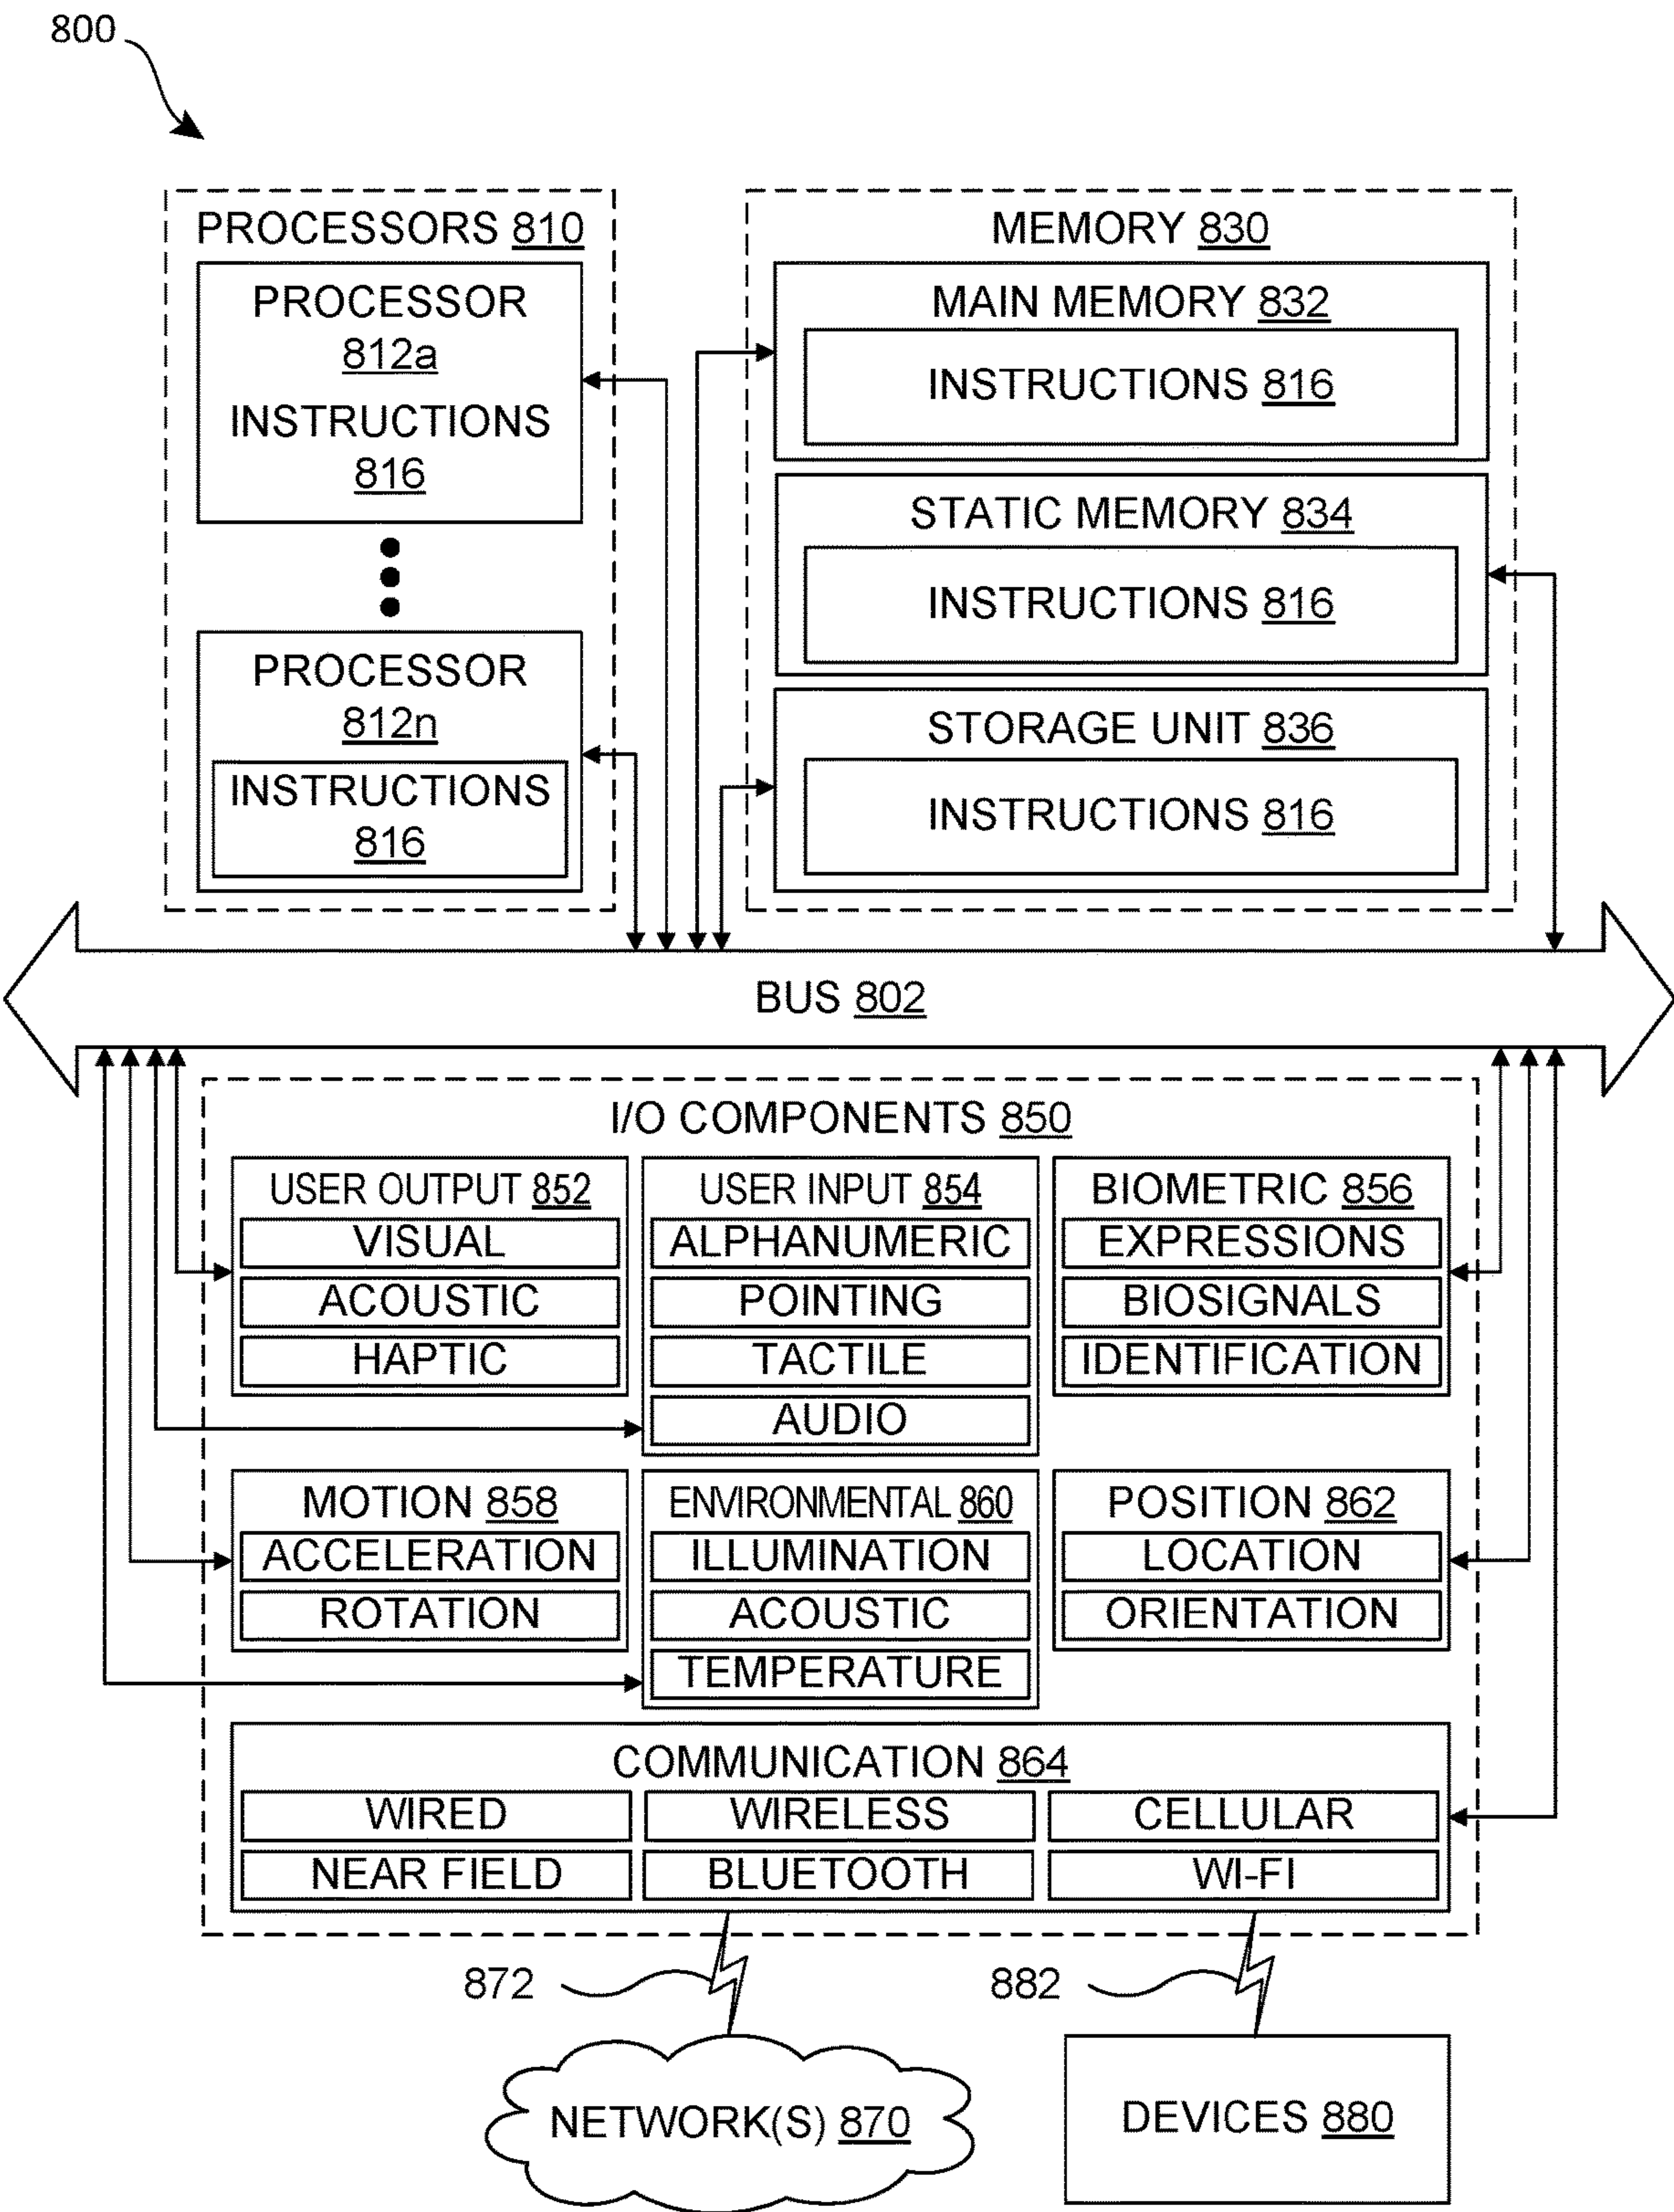 800
PROCESSORS 810
PROCESSOR
812a
INSTRUCTIONS
816
PROCESSOR
812n
INSTRUCTIONS
816
MEMORY 830
MAIN MEMORY 832
INSTRUCTIONS 816
STATIC MEMORY 834
INSTRUCTIONS 816
STORAGE UNIT 836
INSTRUCTIONS 816
BUS 802
I/O COMPONENTS 850
USER OUTPUT 852
VISUAL
ACOUSTIC
HAPTIC
USER INPUT 854
ALPHANUMERIC
POINTING
TACTILE
AUDIO
BIOMETRIC 856
EXPRESSIONS
BIOSIGNALS
IDENTIFICATION
MOTION 858
ACCELERATION
ROTATION
ENVIRONMENTAL 860
ILLUMINATION
ACOUSTIC
TEMPERATURE
POSITION 862
LOCATION
ORIENTATION
COMMUNICATION 864
WIRED
WIRELESS
CELLULAR
NEAR FIELD
BLUETOOTH
WI-FI
872
882
NETWORK(S) 870
DEVICES 880